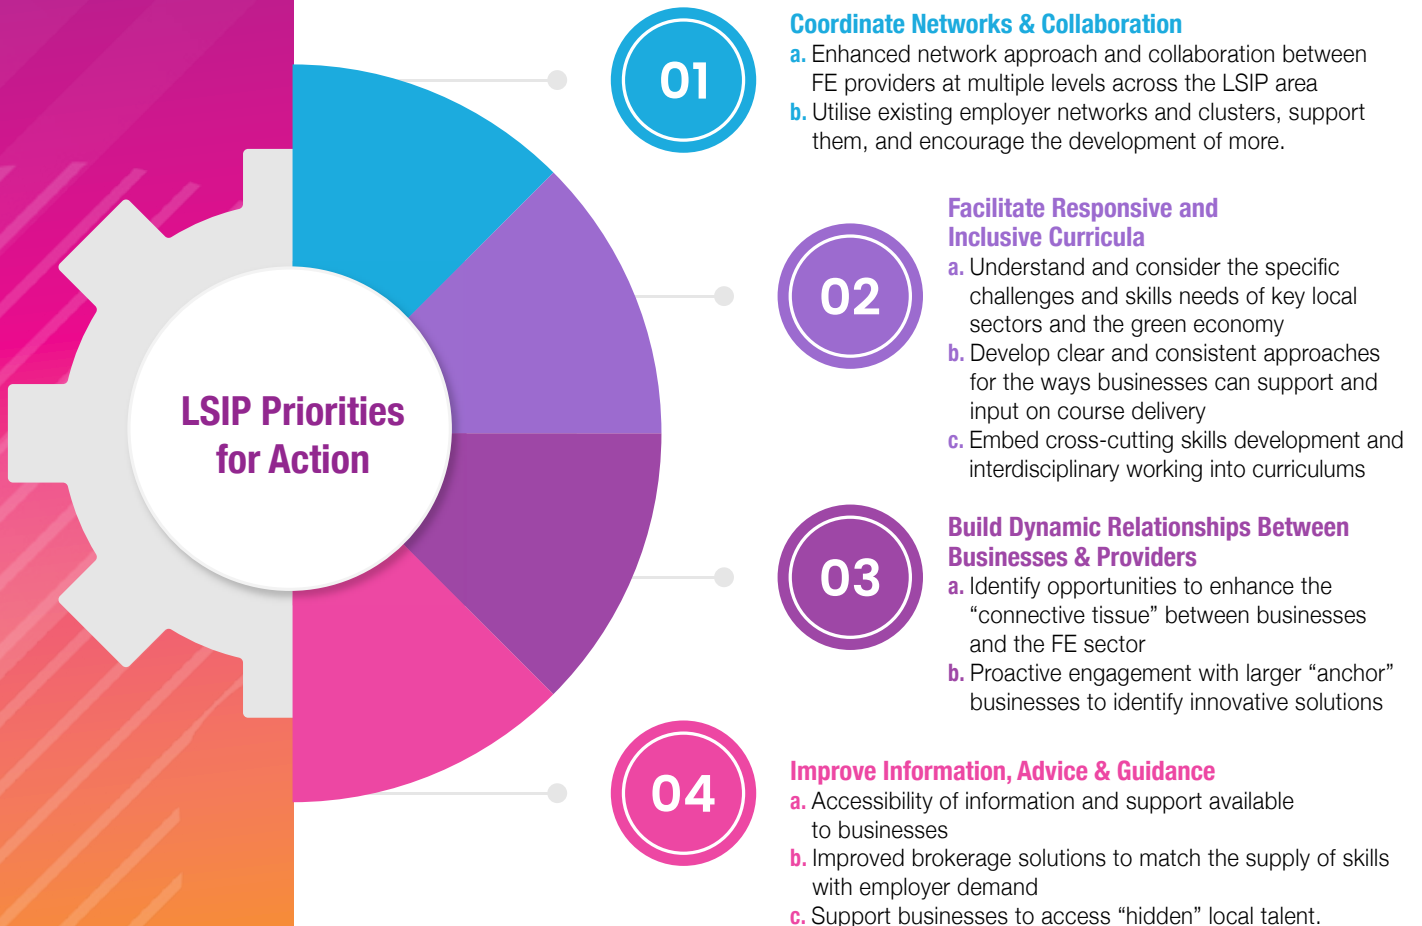 LSIP Priorities
for Action
01
Coordinate Networks & Collaboration
a. Enhanced network approach and collaboration between
FE providers at multiple levels across the LSIP area
b. Utilise existing employer networks and clusters, support
them, and encourage the development of more.
02
Facilitate Responsive and
Inclusive Curricula
a. Understand and consider the specific
challenges and skills needs of key local
sectors and the green economy
b. Develop clear and consistent approaches
for the ways businesses can support and
input on course delivery
c. Embed cross-cutting skills development and
interdisciplinary working into curriculums
03
Build Dynamic Relationships Between
Businesses & Providers
a. Identify opportunities to enhance the
“connective tissue” between businesses
and the FE sector
b. Proactive engagement with larger “anchor”
businesses to identify innovative solutions
04
Improve Information, Advice & Guidance
a. Accessibility of information and support available
to businesses
b. Improved brokerage solutions to match the supply of skills
with employer demand
c. Support businesses to access “hidden” local talent.